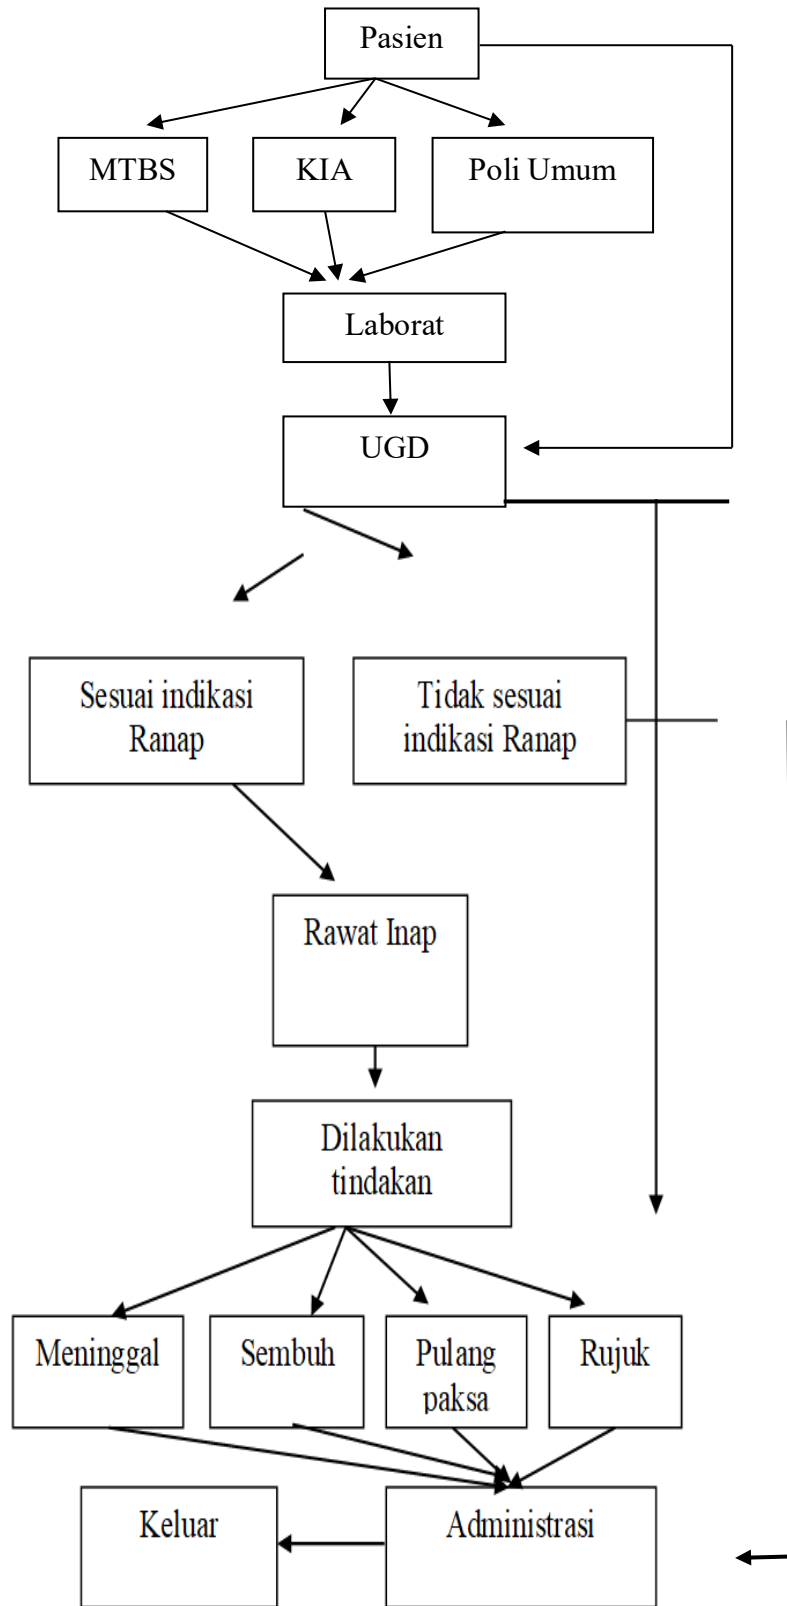 Pasien
MTBS
KIA
Poli Umum
Laborat
UGD
Sesuai indikasi
Ranap
Tidak sesuai
indikasi Ranap
Rawat Inap
Dilakukan
tindakan
Meninggal
Sembuh
Pulang
paksa
Rujuk
Keluar
Administrasi